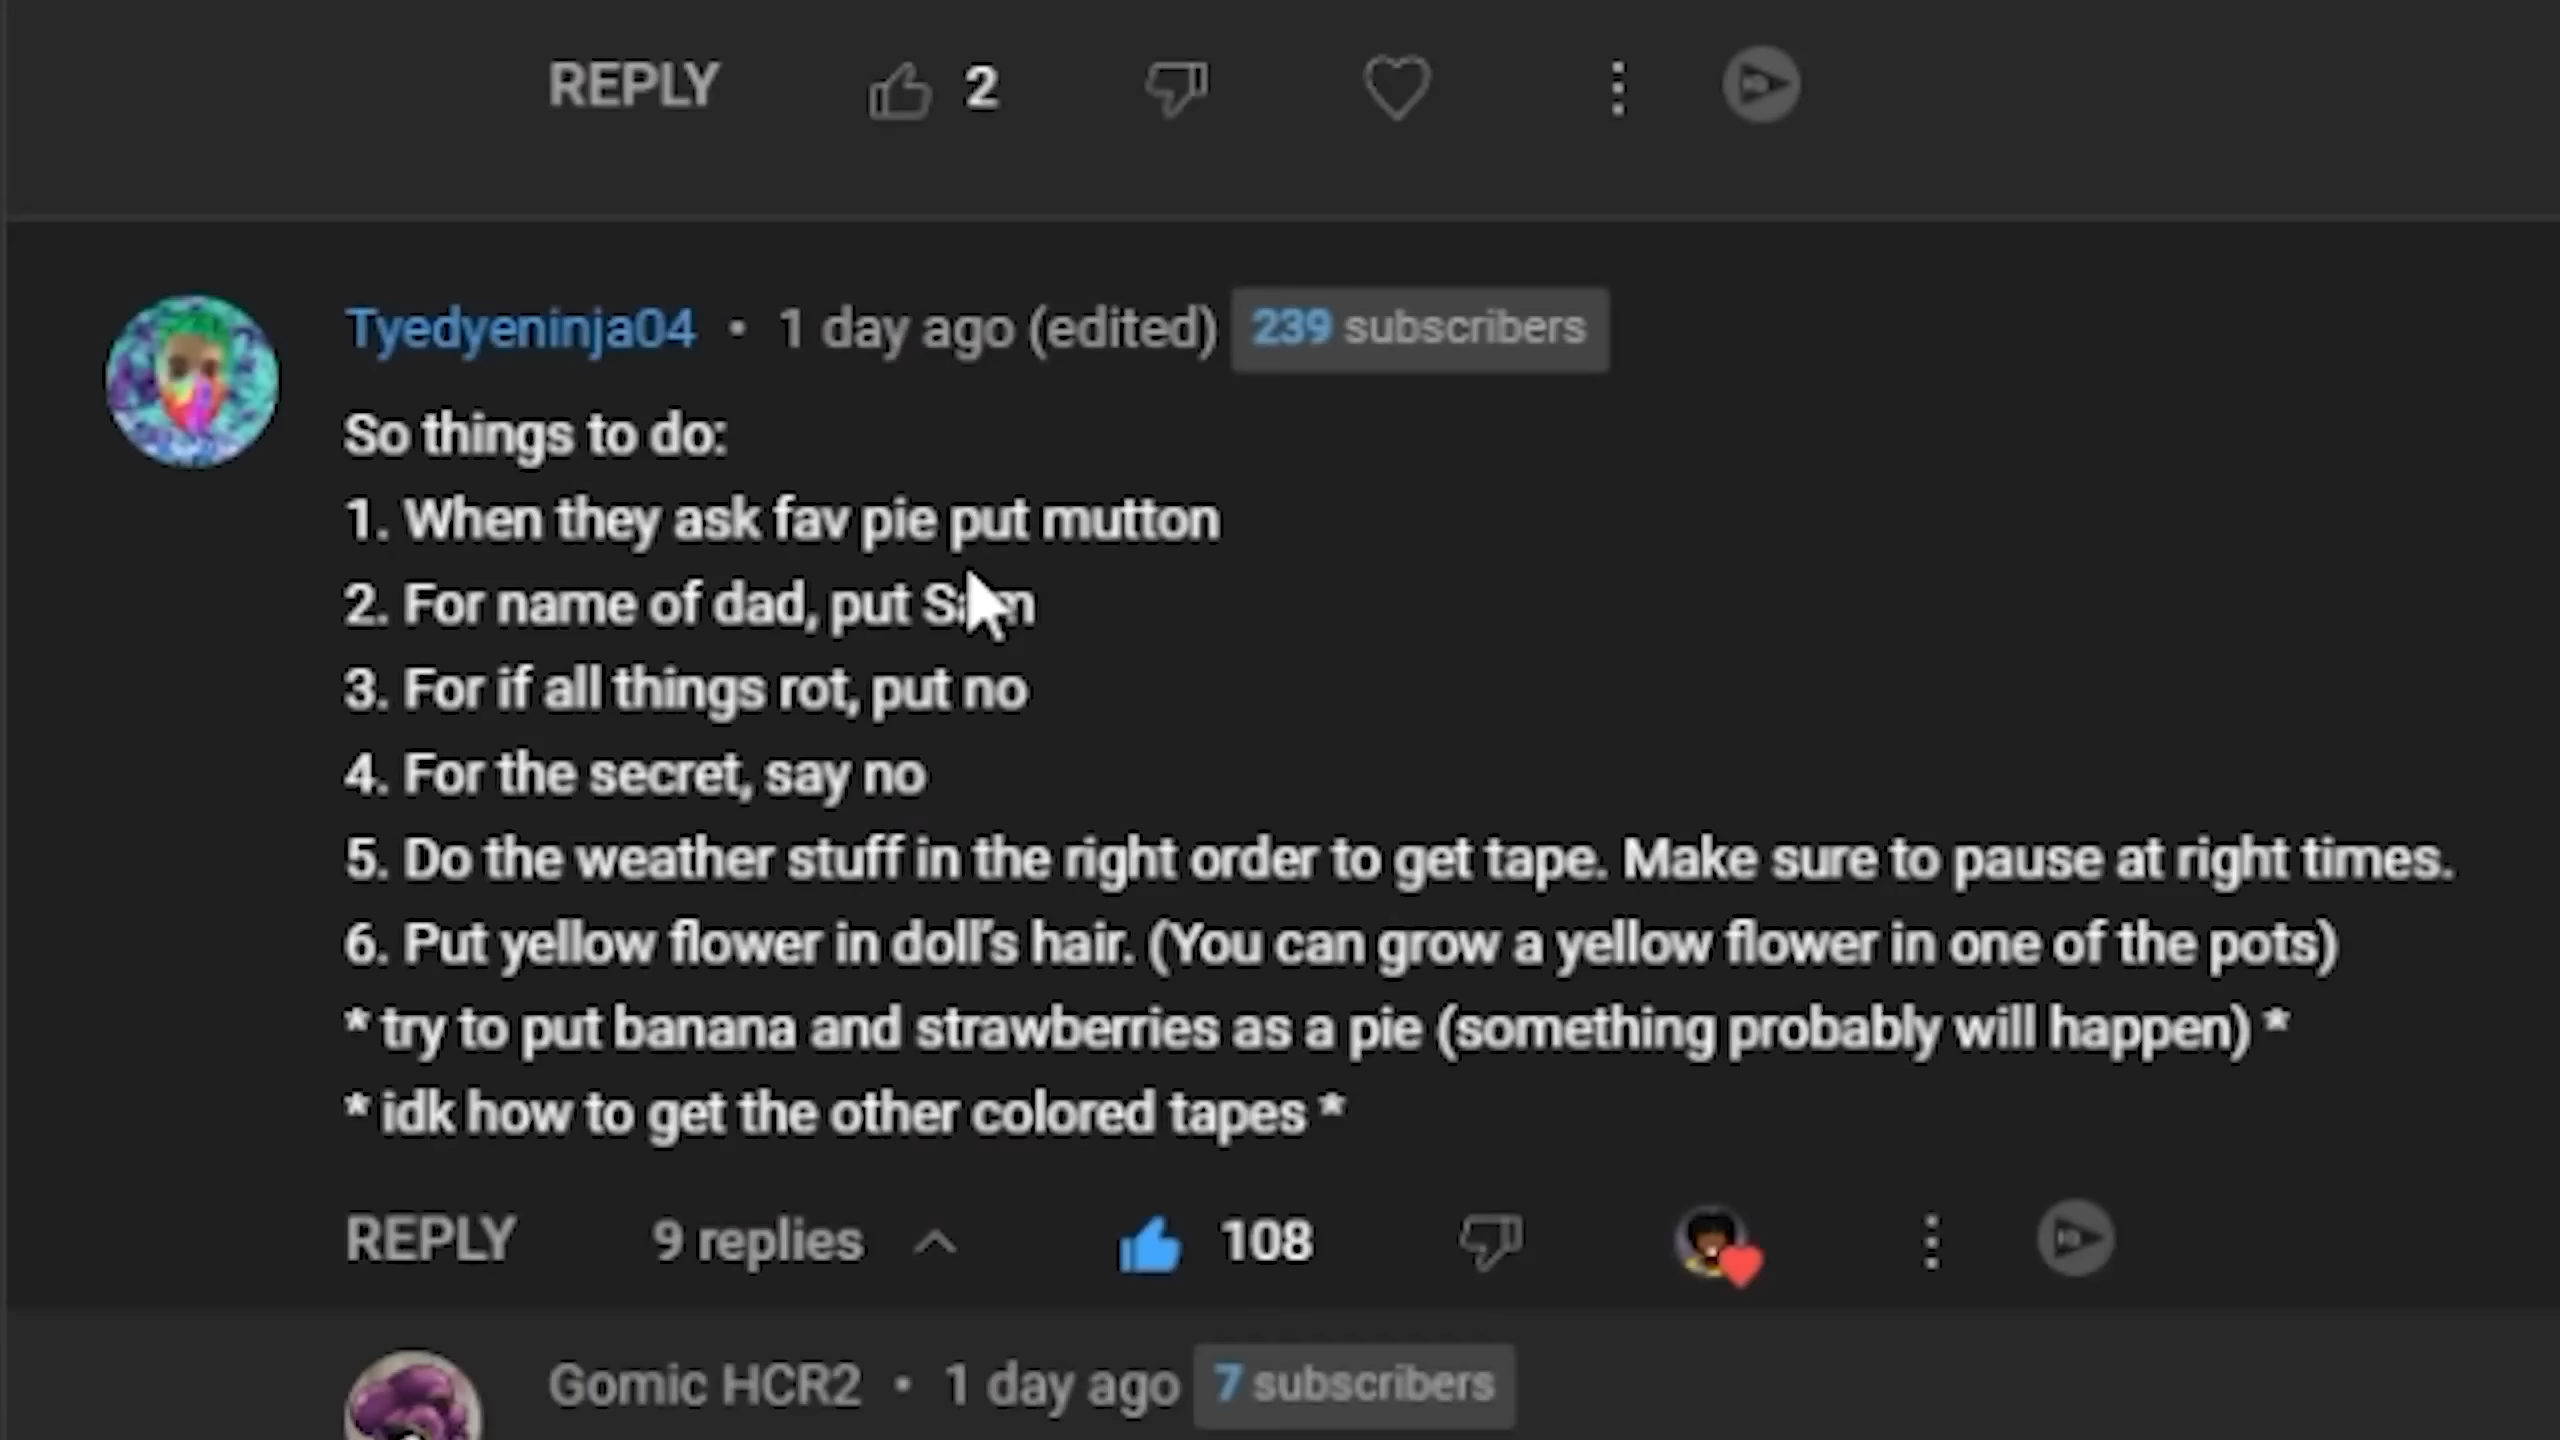 REPLY 2
Tyedyeninja04 • 1 day ago (edited) 239 subscribers
So things to do:
1. When they ask fav pie put mutton
2. For name of dad, put Sam
3. For if all things rot, put no
4. For the secret, say no
5. Do the weather stuff in the right order to get tape. Make sure to pause at right times.
6. Put yellow flower in doll's hair. (You can grow a yellow flower in one of the pots)
* try to put banana and strawberries as a pie (something probably will happen) *
* idk how to get the other colored tapes *
REPLY 9 replies 108
Gomic HCR2 • 1 day ago 7 subscribers